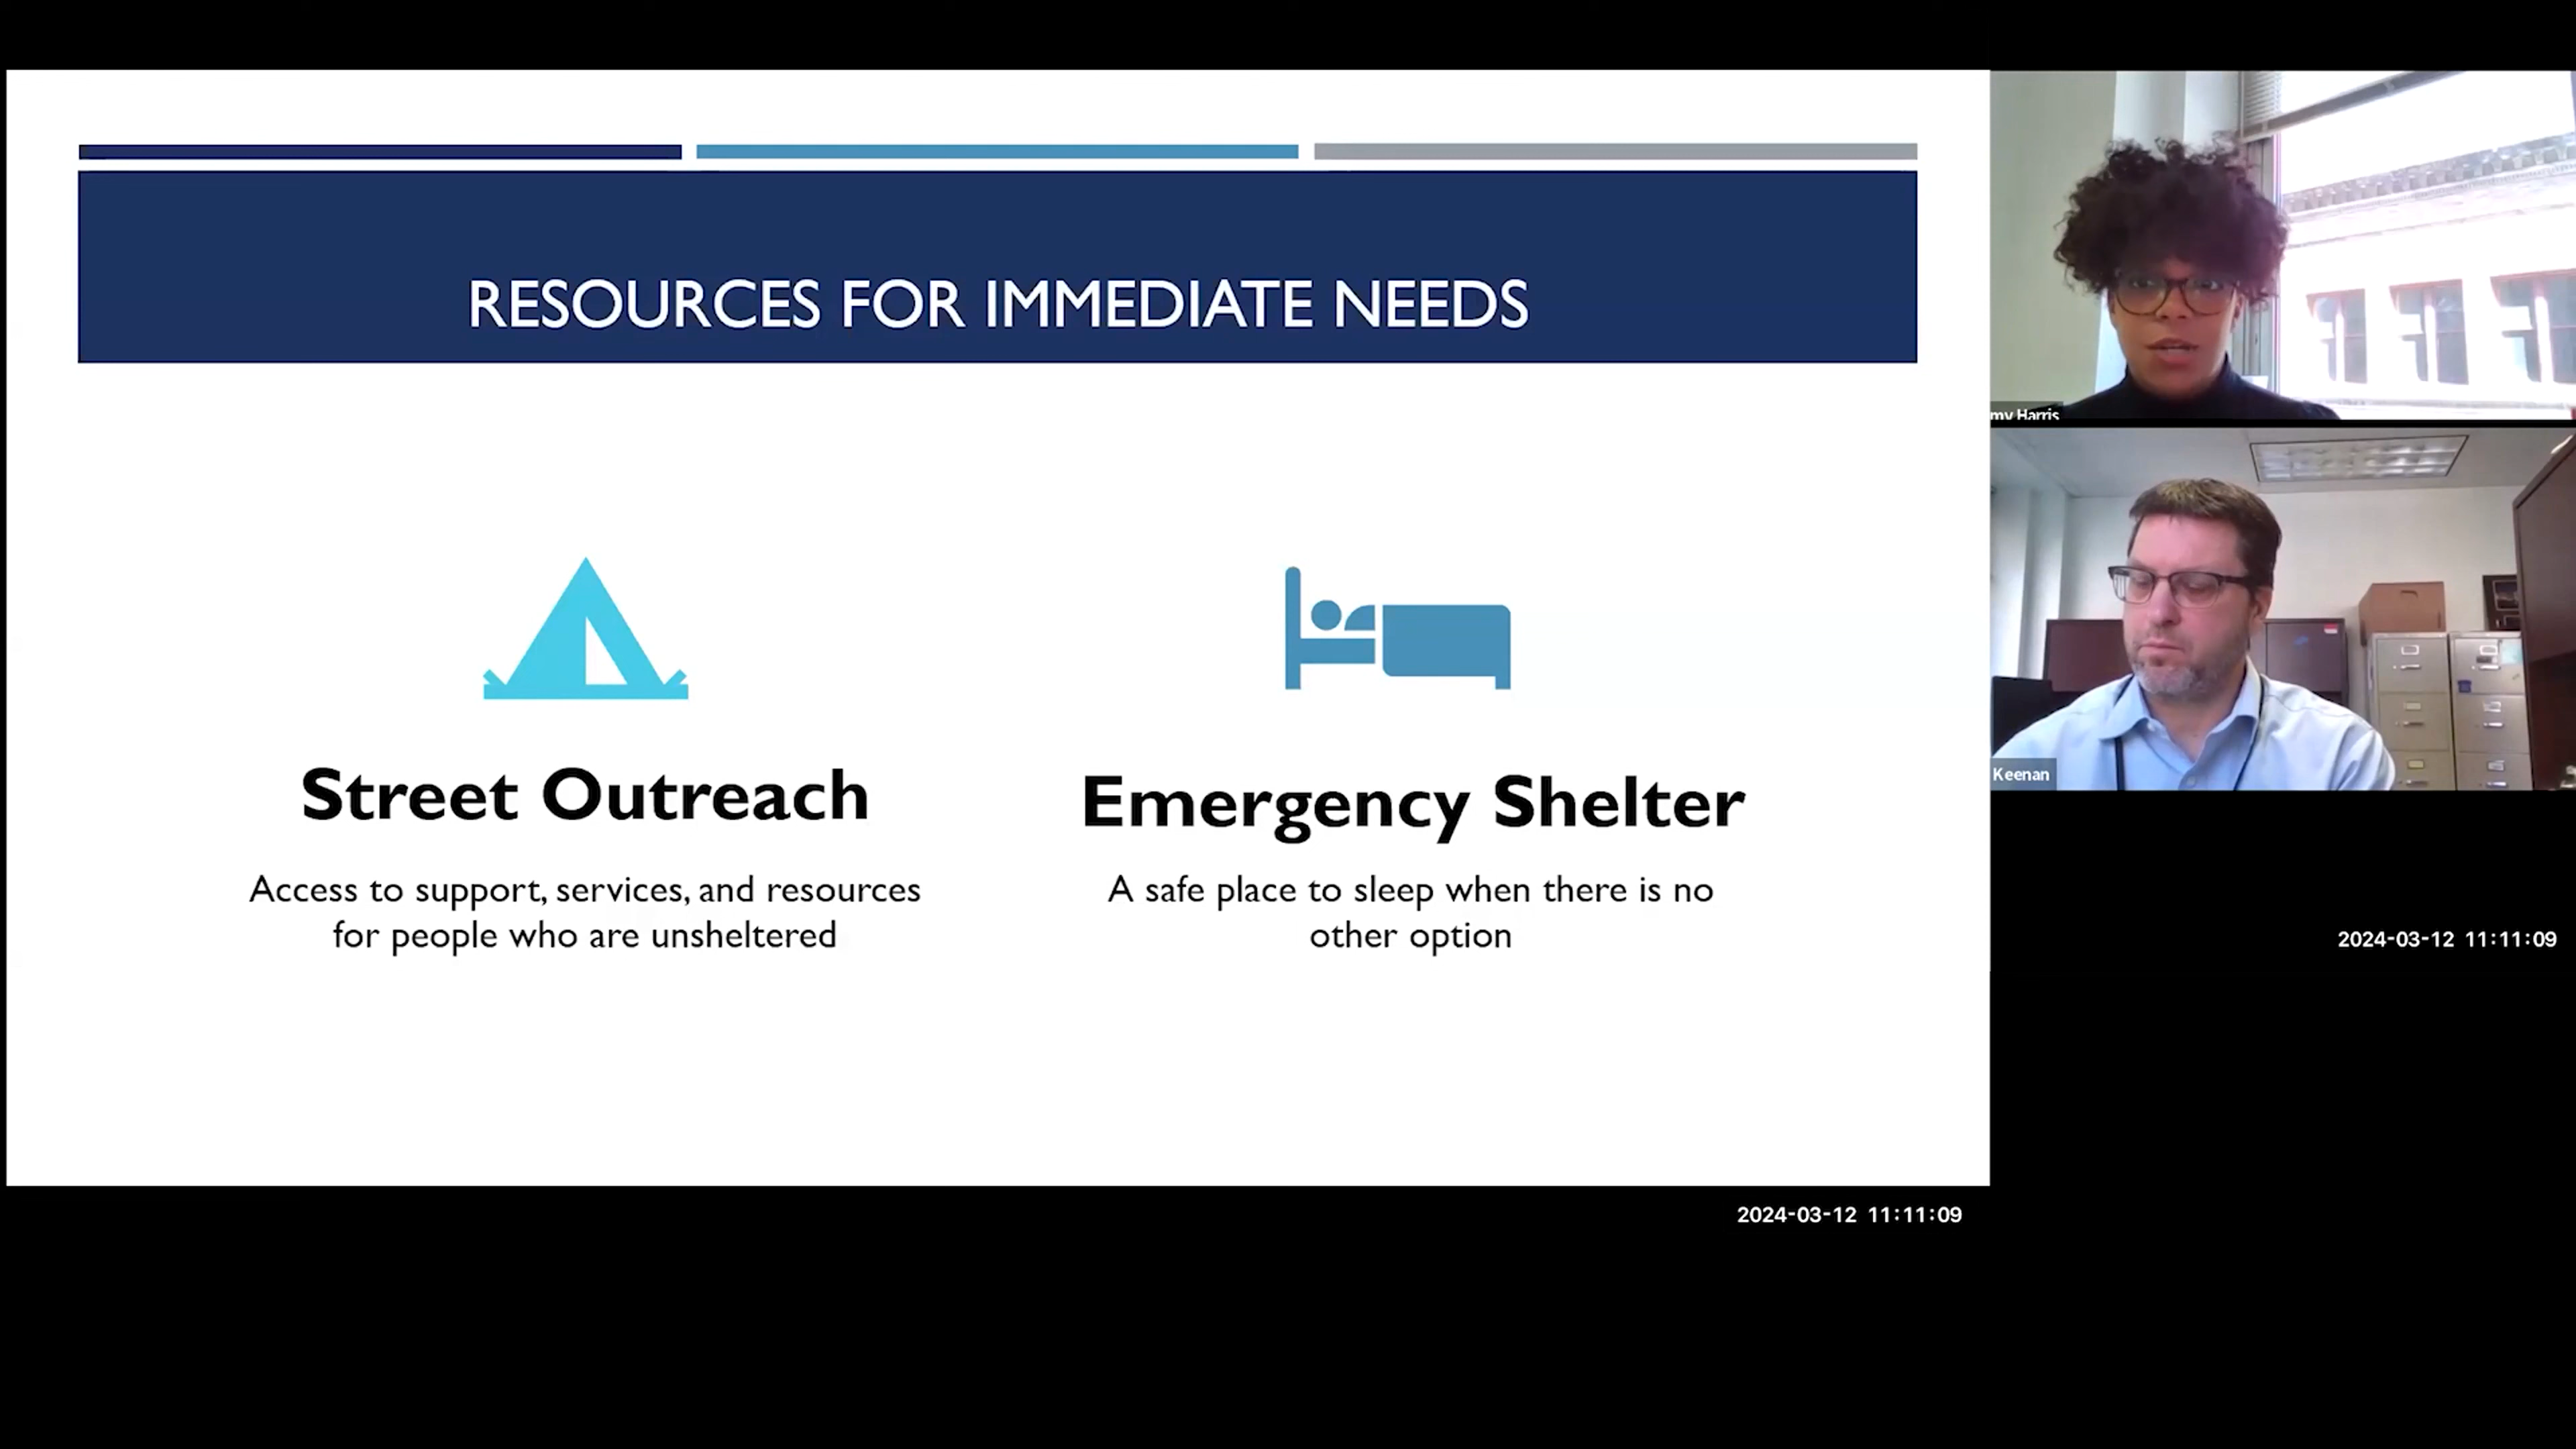 RESOURCES FOR IMMEDIATE NEEDS
Street Outreach
Access to support, services, and resources
for people who are unsheltered
Emergency Shelter
A safe place to sleep when there is no
other option
my Harris
Keenan
2024-03-12 11:11:09
2024-03-12 11:11:09